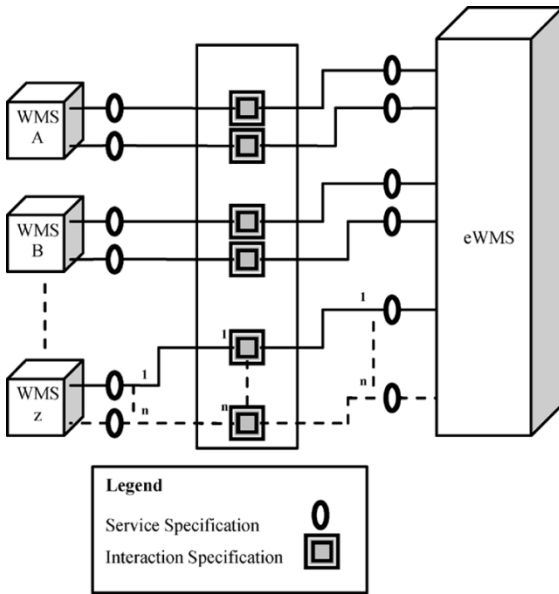 WMS
A
WMS
B
eWMS
1
1
1
n
n
n
WMS
z
Legend
Service Specification
Interaction Specification